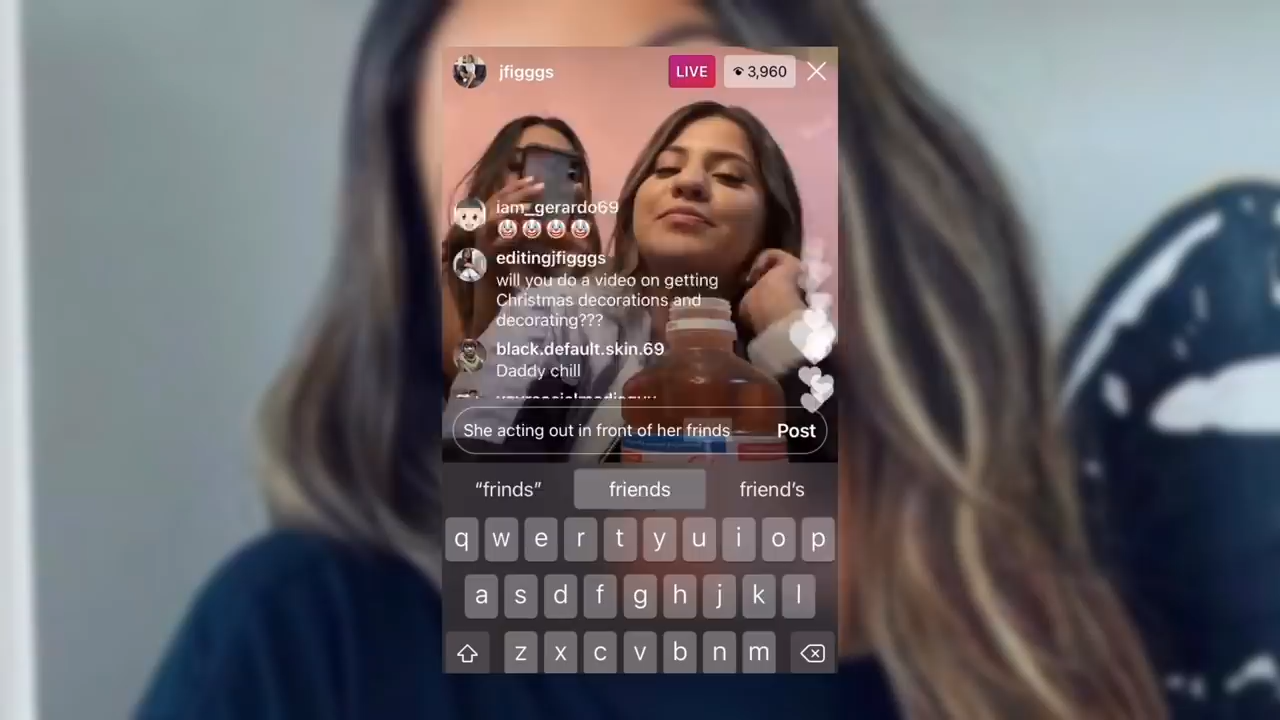 jfigggs
LIVE
3,960
iam_gerardo69
🤡🤡🤡🤡
editingjfigggs
will you do a video on getting
Christmas decorations and
decorating???
black.default.skin.69
Daddy chill
She acting out in front of her frinds
Post
“frinds”
friends
friend’s
q w e r t y u i o p
a s d f g h j k l
z x c v b n m